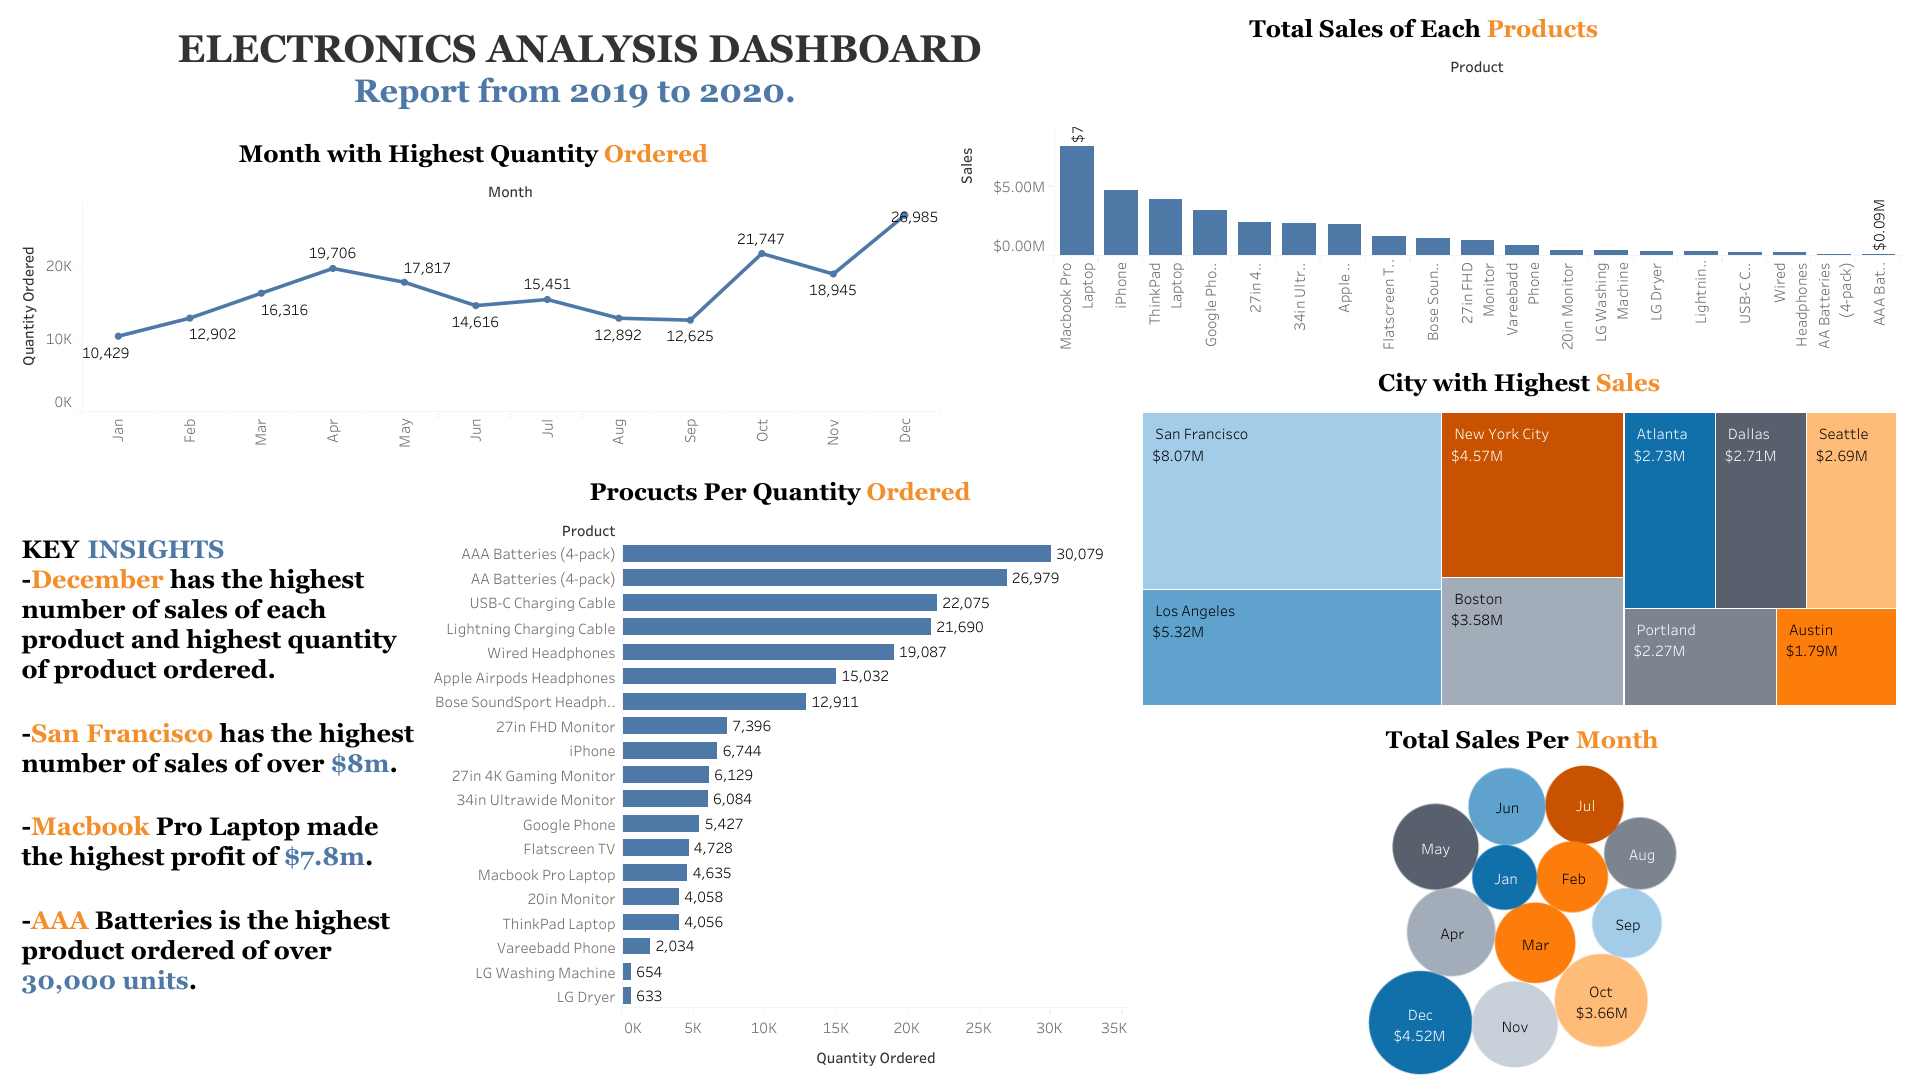 ELECTRONICS ANALYSIS DASHBOARD
Report from 2019 to 2020.
Month with Highest Quantity Ordered
Month
Quantity Ordered
20K
10K
0K
10,429
12,902
16,316
19,706
17,817
14,616
15,451
12,892
12,625
21,747
18,945
26,985
Jan
Feb
Mar
Apr
May
Jun
Jul
Aug
Sep
Oct
Nov
Dec
Total Sales of Each Products
Product
Sales
$5.00M
$0.00M
$7
$0.09M
Macbook Pro
Laptop
iPhone
ThinkPad
Laptop
Google Pho..
27in 4..
34in Ultr..
Apple ..
Flatscreen T..
Bose Soun..
27in FHD
Monitor
Vareebadd
Phone
20in Monitor
LG Washing
Machine
LG Dryer
Lightnin..
USB-C C..
Wired
Headphones
AA Batteries
(4-pack)
AAA Bat..
City with Highest Sales
San Francisco
$8.07M
Los Angeles
$5.32M
New York City
$4.57M
Boston
$3.58M
Atlanta
$2.73M
Dallas
$2.71M
Seattle
$2.69M
Portland
$2.27M
Austin
$1.79M
KEY INSIGHTS
-December has the highest
number of sales of each
product and highest quantity
of product ordered.
-San Francisco has the highest
number of sales of over $8m.
-Macbook Pro Laptop made
the highest profit of $7.8m.
-AAA Batteries is the highest
product ordered of over
30,000 units.
Procucts Per Quantity Ordered
Product
AAA Batteries (4-pack) 30,079
AA Batteries (4-pack) 26,979
USB-C Charging Cable 22,075
Lightning Charging Cable 21,690
Wired Headphones 19,087
Apple Airpods Headphones 15,032
Bose SoundSport Headph.. 12,911
27in FHD Monitor 7,396
iPhone 6,744
27in 4K Gaming Monitor 6,129
34in Ultrawide Monitor 6,084
Google Phone 5,427
Flatscreen TV 4,728
Macbook Pro Laptop 4,635
20in Monitor 4,058
ThinkPad Laptop 4,056
Vareebadd Phone 2,034
LG Washing Machine 654
LG Dryer 633
0K 5K 10K 15K 20K 25K 30K 35K
Quantity Ordered
Total Sales Per Month
Jun
Jul
May
Aug
Jan
Feb
Sep
Apr
Mar
Oct
$3.66M
Dec
$4.52M
Nov